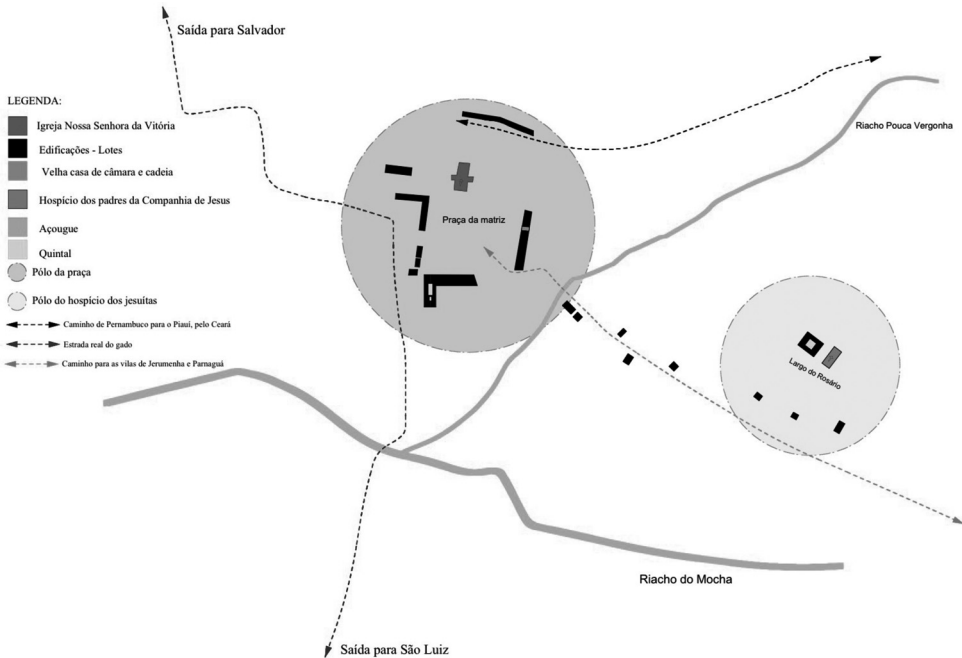 Saída para Salvador
LEGENDA:
Igreja Nossa Senhora da Vitória
Edificações - Lotes
Velha casa de câmara e cadeia
Hospício dos padres da Companhia de Jesus
Açougue
Quintal
Pólo da praça
Pólo do hospício dos jesuítas
Caminho de Pernambuco para o Piauí, pelo Ceará
Estrada real do gado
Caminho para as vilas de Jerumenha e Parnaguá
Riacho Pouca Vergonha
Praça da matriz
Largo do Rosário
Riacho do Mocha
Saída para São Luiz